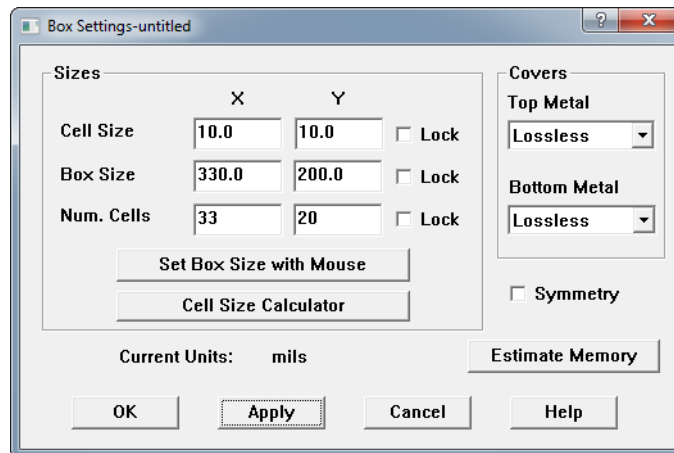 Box Settings-untitled
Sizes
X Y
Cell Size 10.0 10.0 Lock
Box Size 330.0 200.0 Lock
Num. Cells 33 20 Lock
Set Box Size with Mouse
Cell Size Calculator
Covers
Top Metal
Lossless
Bottom Metal
Lossless
Symmetry
Current Units: mils
Estimate Memory
OK Apply Cancel Help